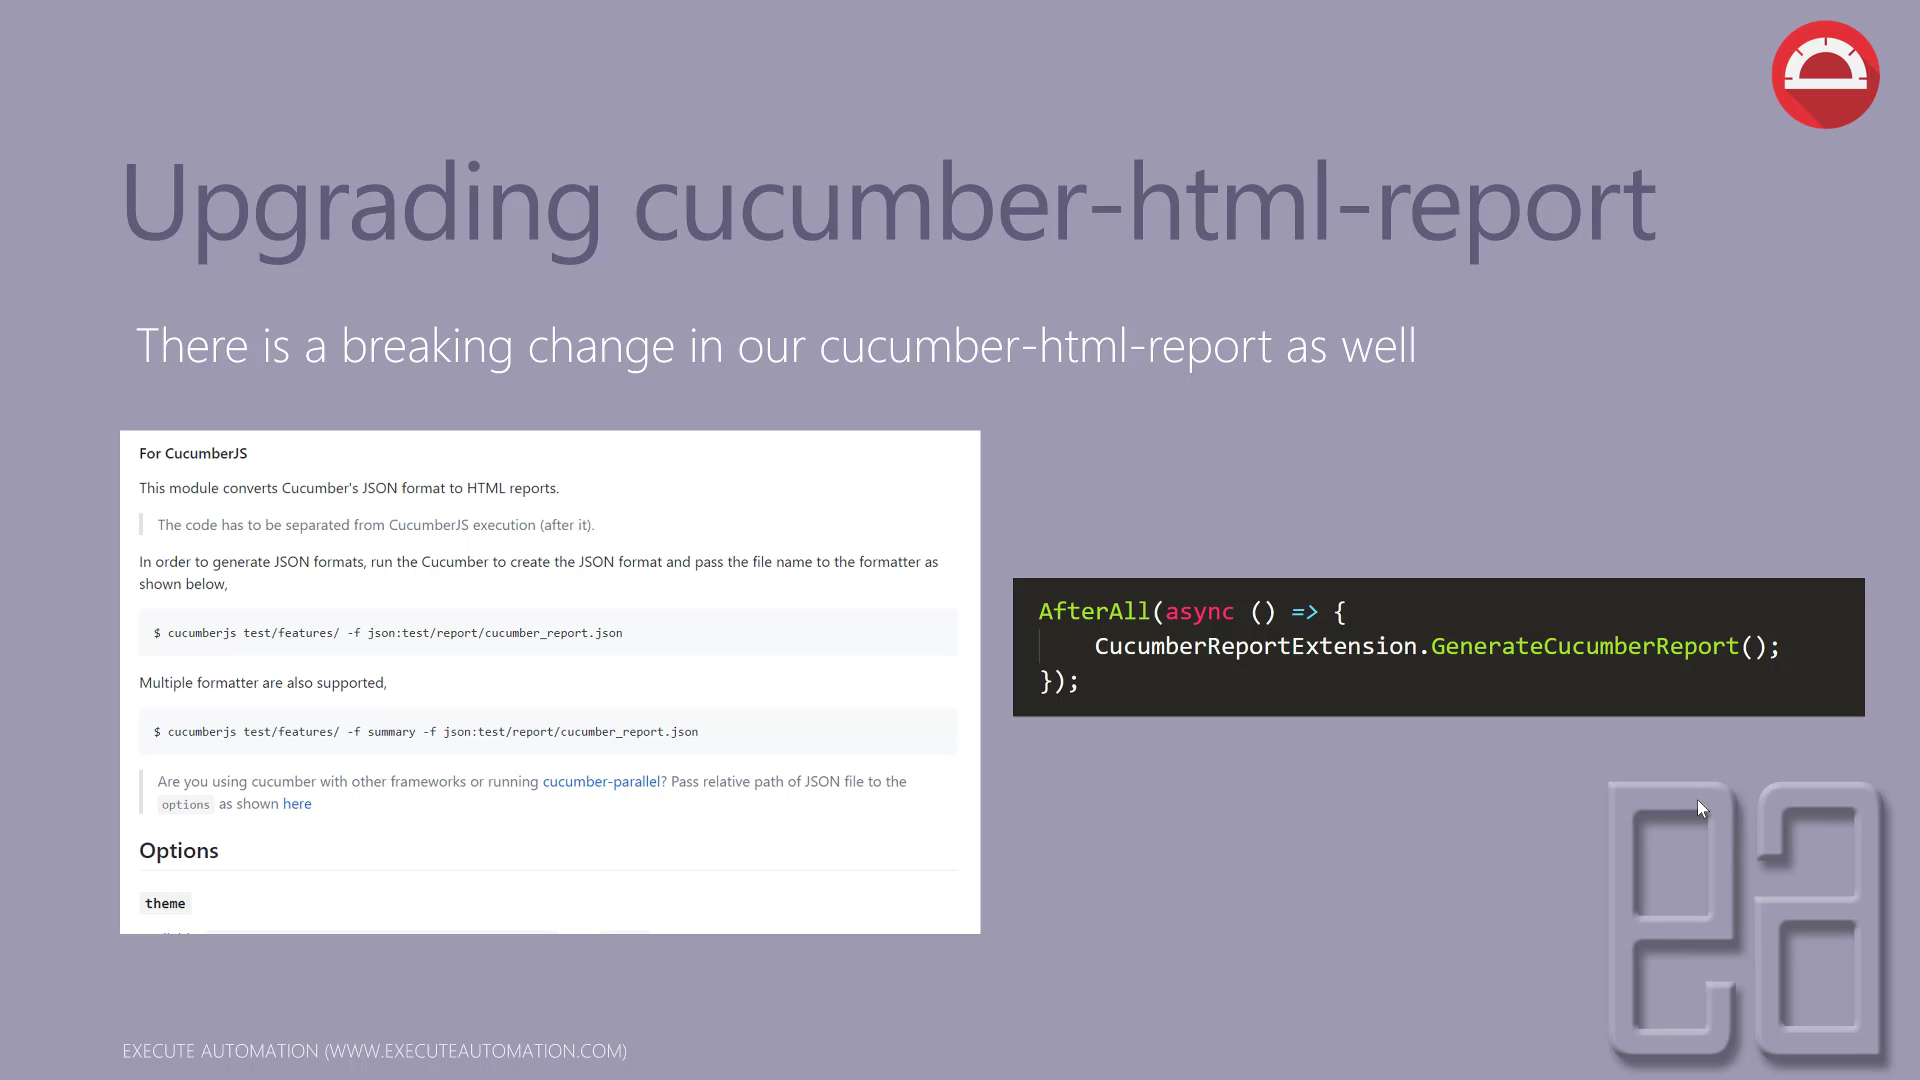 Upgrading cucumber-html-report
There is a breaking change in our cucumber-html-report as well
For CucumberJS
This module converts Cucumber's JSON format to HTML reports.
The code has to be separated from CucumberJS execution (after it).
In order to generate JSON formats, run the Cucumber to create the JSON format and pass the file name to the formatter as
shown below,
$ cucumberjs test/features/ -f json:test/report/cucumber_report.json
Multiple formatter are also supported,
$ cucumberjs test/features/ -f summary -f json:test/report/cucumber_report.json
Are you using cucumber with other frameworks or running cucumber-parallel? Pass relative path of JSON file to the
options as shown here
Options
theme
AfterAll(async () => {
CucumberReportExtension.GenerateCucumberReport();
});
ea
EXECUTE AUTOMATION (WWW.EXECUTEAUTOMATION.COM)